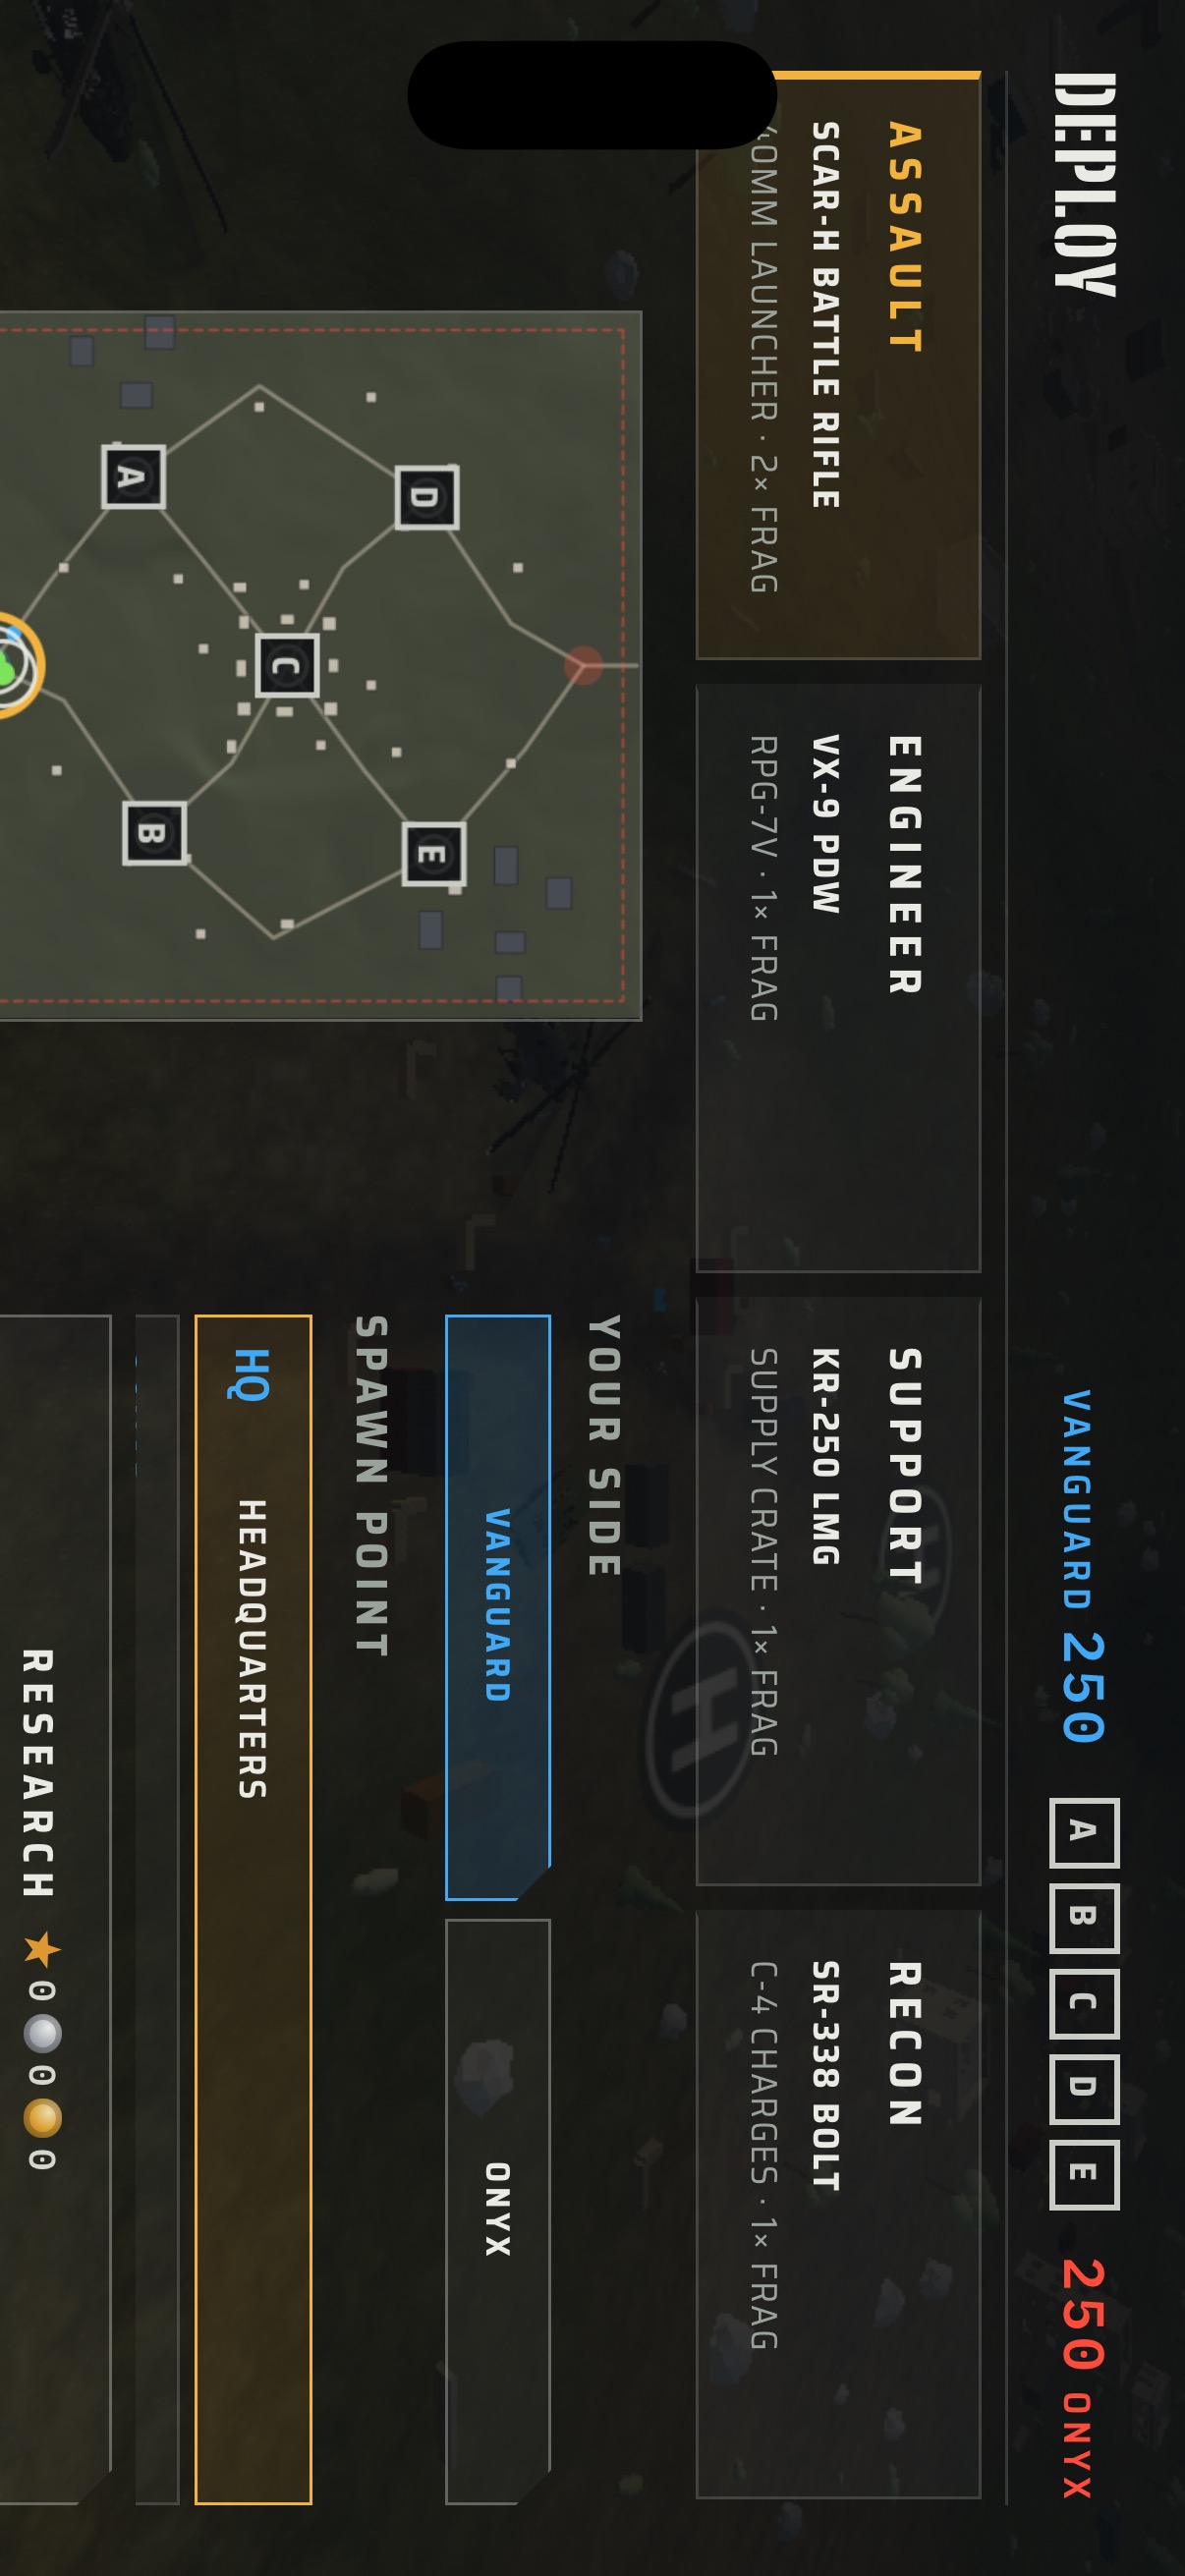 DEPLOY
VANGUARD 250 A B C D E 250 ONYX
ASSAULT
SCAR-H BATTLE RIFLE
LAUNCHER · 2× FRAG
ENGINEER
VX-9 PDW
RPG-7V · 1× FRAG
SUPPORT
KR-250 LMG
SUPPLY CRATE · 1× FRAG
RECON
SR-338 BOLT
C-4 CHARGES · 1× FRAG
D
E
C
A
B
YOUR SIDE
VANGUARD
ONYX
SPAWN POINT
HQ HEADQUARTERS
RESEARCH ★ 0 0 0
H